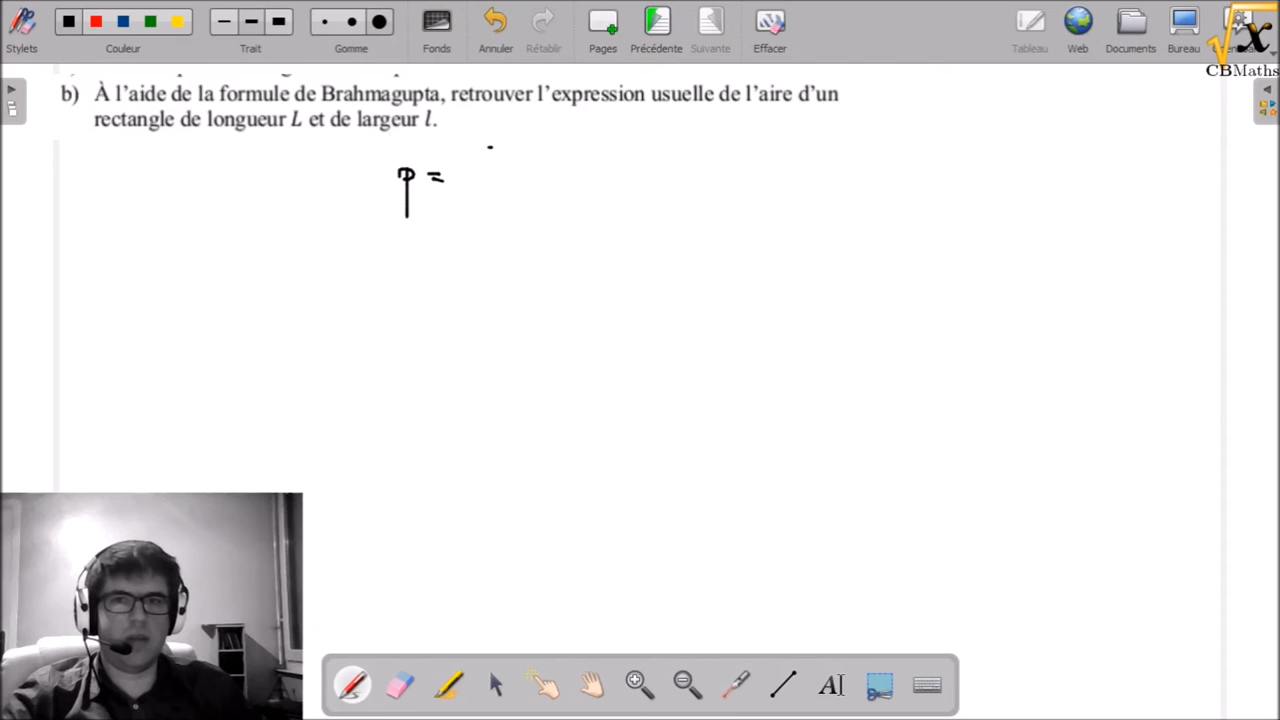 Stylets
Couleur
Trait
Gomme
Fonds
Annuler
Rétablir
Pages
Précédente
Suivante
Effacer
Tableau
Web
Documents
Bureau
√x
CBMaths
b) À l'aide de la formule de Brahmagupta, retrouver l'expression usuelle de l'aire d'un
rectangle de longueur L et de largeur l.
p =
AI